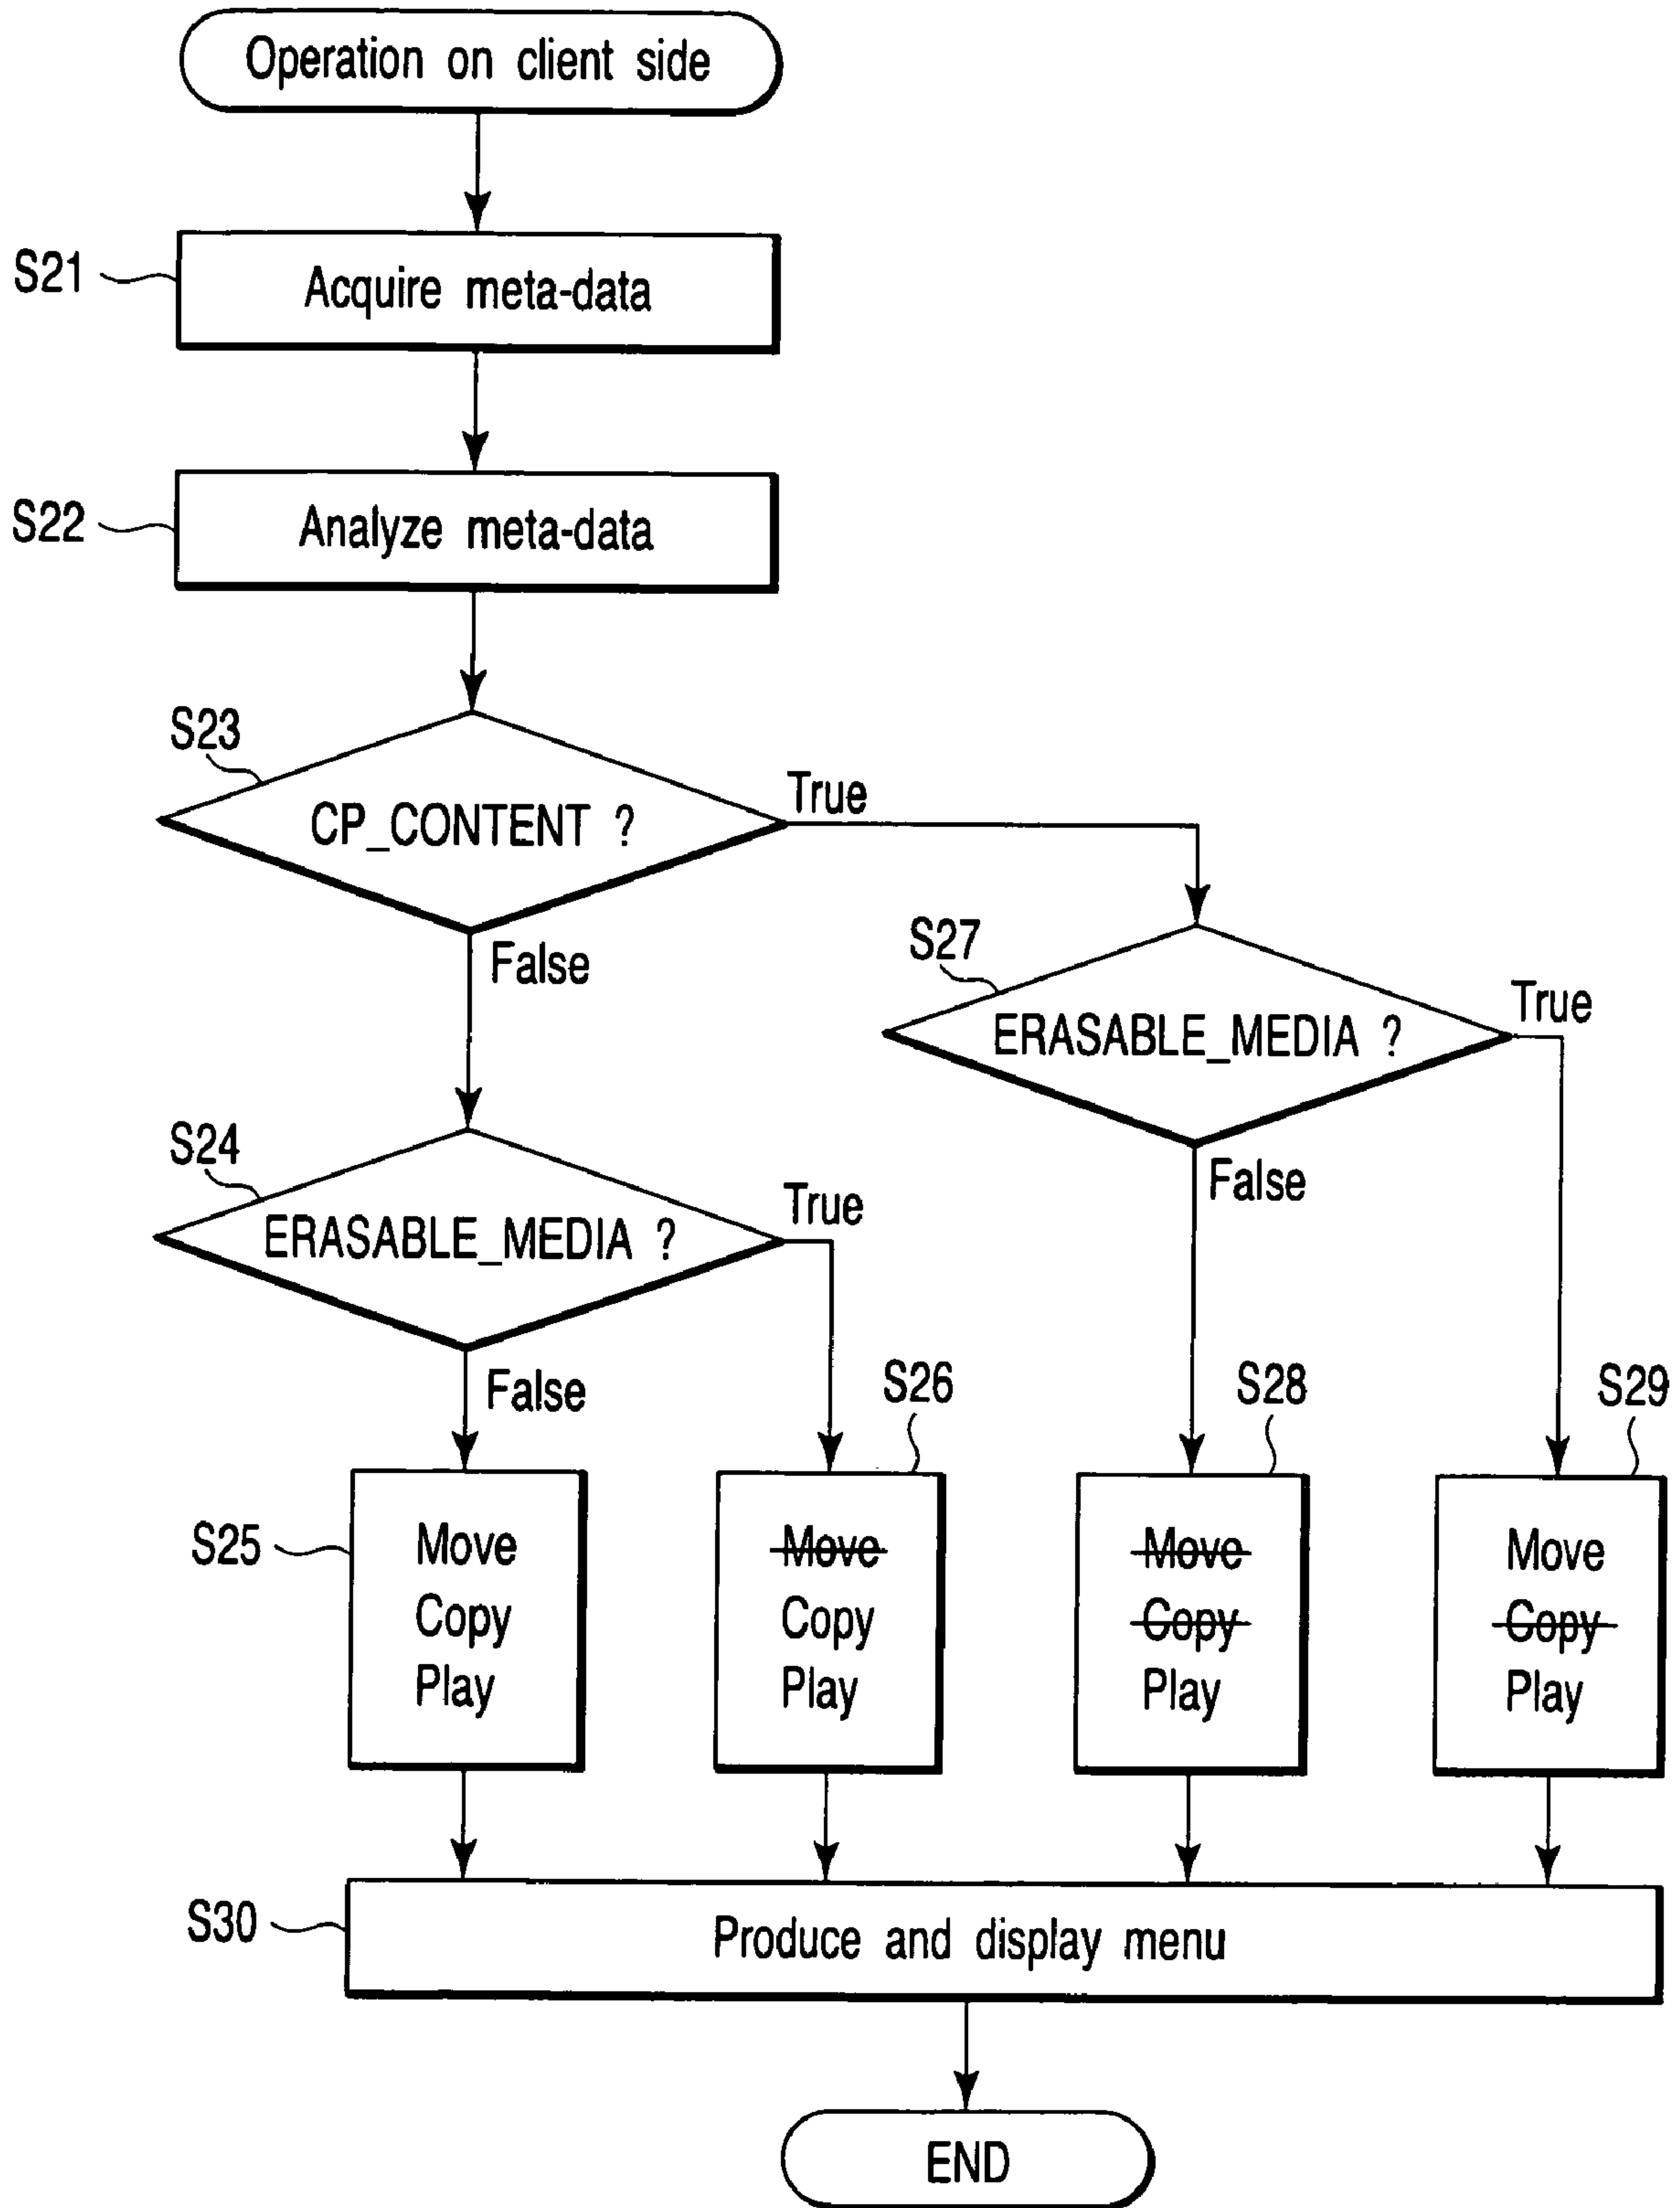 Operation on client side
S21
Acquire meta-data
S22
Analyze meta-data
S23
CP_CONTENT ?
True
False
S27
ERASABLE_MEDIA ?
True
False
S24
ERASABLE_MEDIA ?
True
False
S25
Move
Copy
Play
S26
Move
Copy
Play
S28
Move
Copy
Play
S29
Move
Copy
Play
S30
Produce and display menu
END